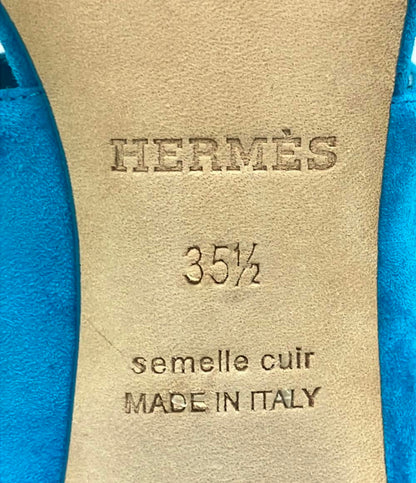 HERMÈS
35½
semelle cuir
MADE IN ITALY